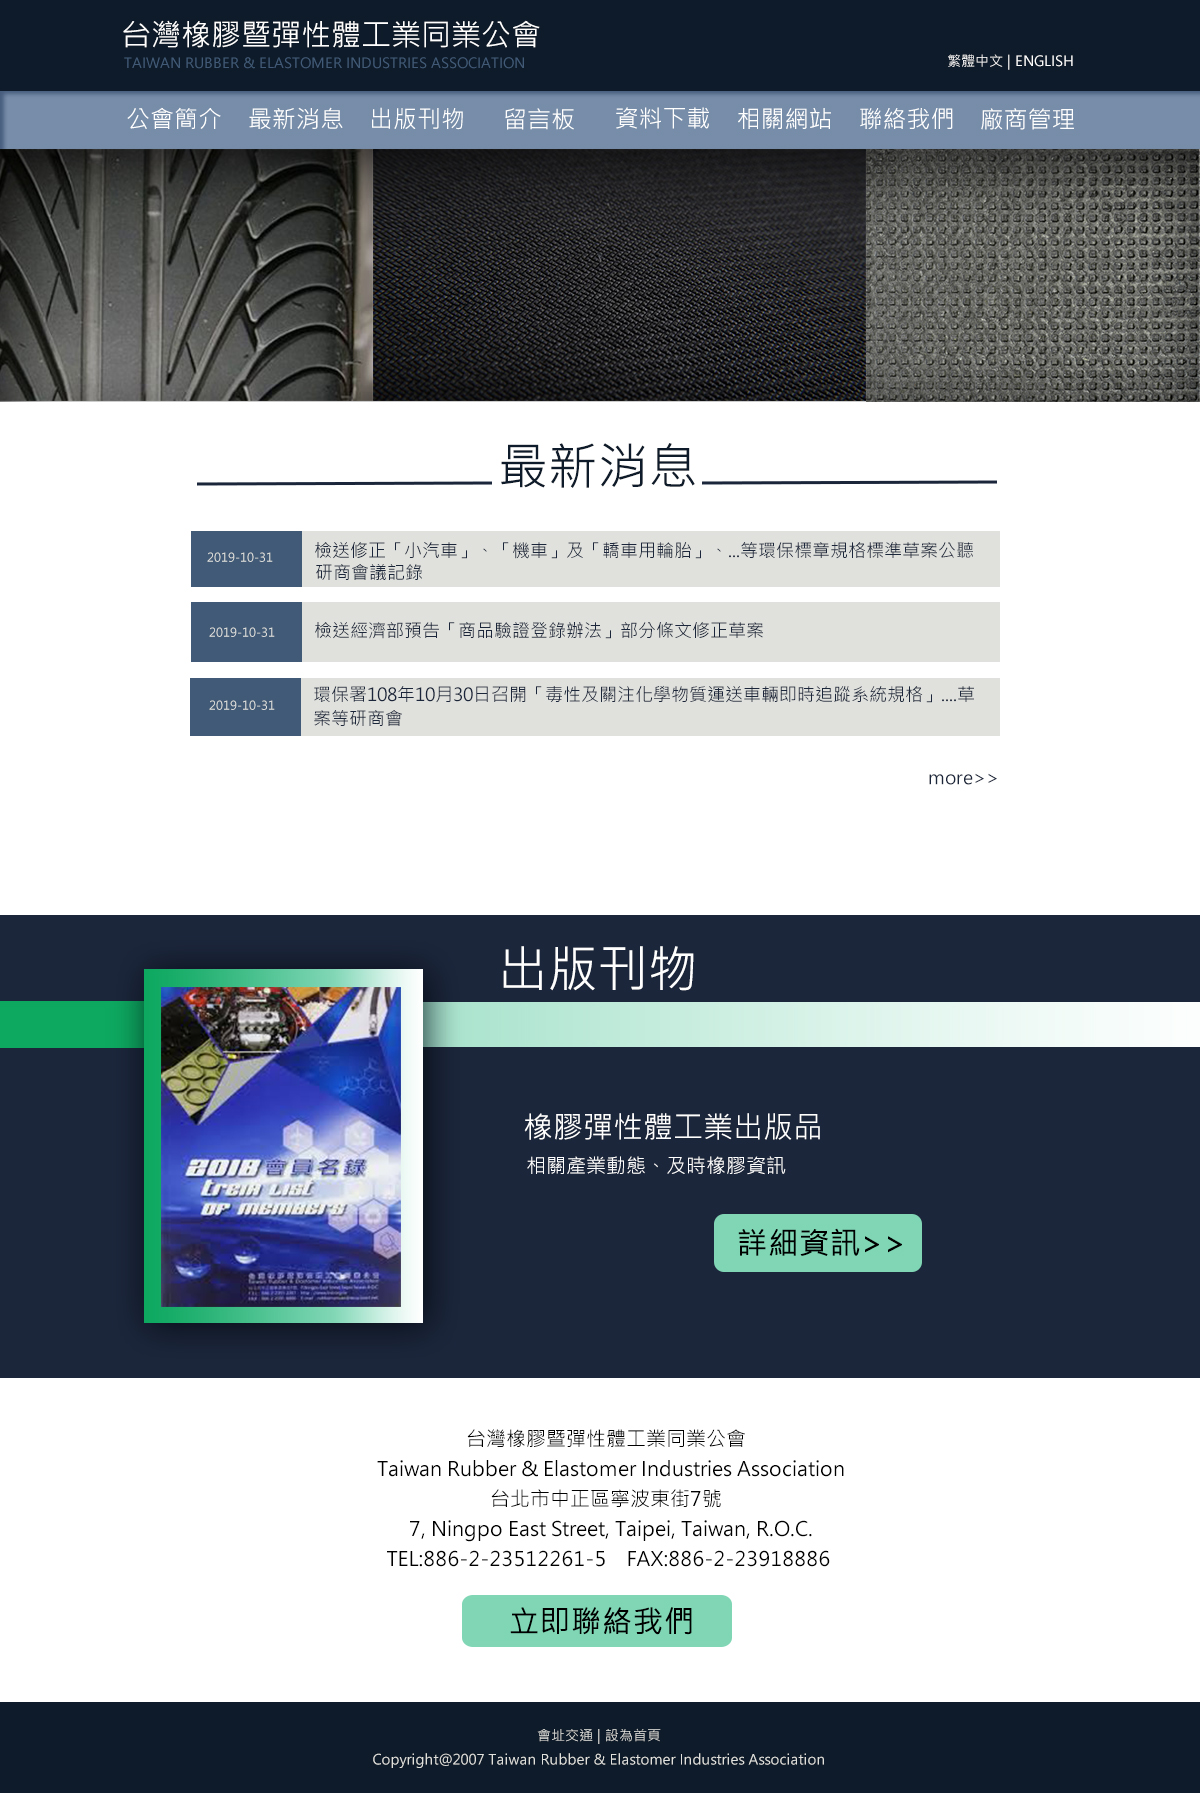 台灣橡膠暨彈性體工業同業公會
TAIWAN RUBBER & ELASTOMER INDUSTRIES ASSOCIATION
繁體中文 | ENGLISH
公會簡介 最新消息 出版刊物 留言板 資料下載 相關網站 聯絡我們 廠商管理
最新消息
2019-10-31
檢送修正「小汽車」、「機車」及「轎車用輪胎」、...等環保標章規格標準草案公聽
研商會議記錄
2019-10-31
檢送經濟部預告「商品驗證登錄辦法」部分條文修正草案
2019-10-31
環保署108年10月30日召開「毒性及關注化學物質運送車輛即時追蹤系統規格」....草
案等研商會
more>>
出版刊物
2018 會員名錄
TRCIA LIST
OF MEMBERS
橡膠彈性體工業出版品
相關產業動態、及時橡膠資訊
詳細資訊>>
台灣橡膠暨彈性體工業同業公會
Taiwan Rubber & Elastomer Industries Association
台北市中正區寧波東街7號
7, Ningpo East Street, Taipei, Taiwan, R.O.C.
TEL:886-2-23512261-5 FAX:886-2-23918886
立即聯絡我們
會址交通 | 設為首頁
Copyright@2007 Taiwan Rubber & Elastomer Industries Association